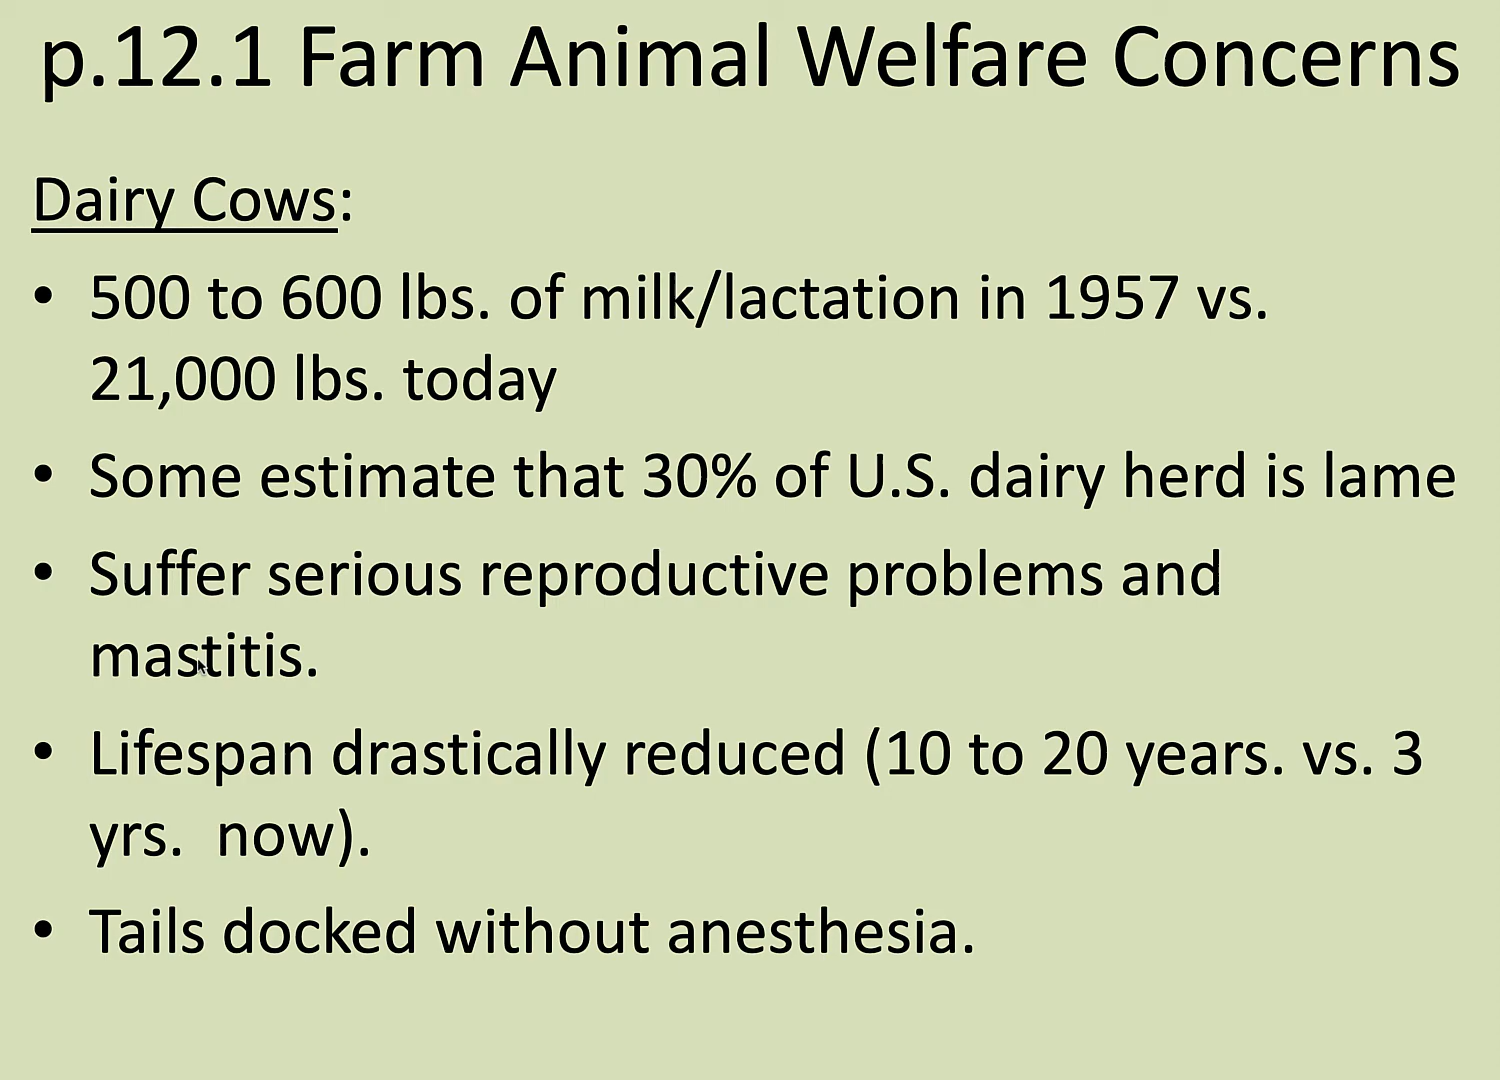 p.12.1 Farm Animal Welfare Concerns
Dairy Cows:
• 500 to 600 lbs. of milk/lactation in 1957 vs.
21,000 lbs. today
• Some estimate that 30% of U.S. dairy herd is lame
• Suffer serious reproductive problems and
mastitis.
• Lifespan drastically reduced (10 to 20 years. vs. 3
yrs.  now).
• Tails docked without anesthesia.